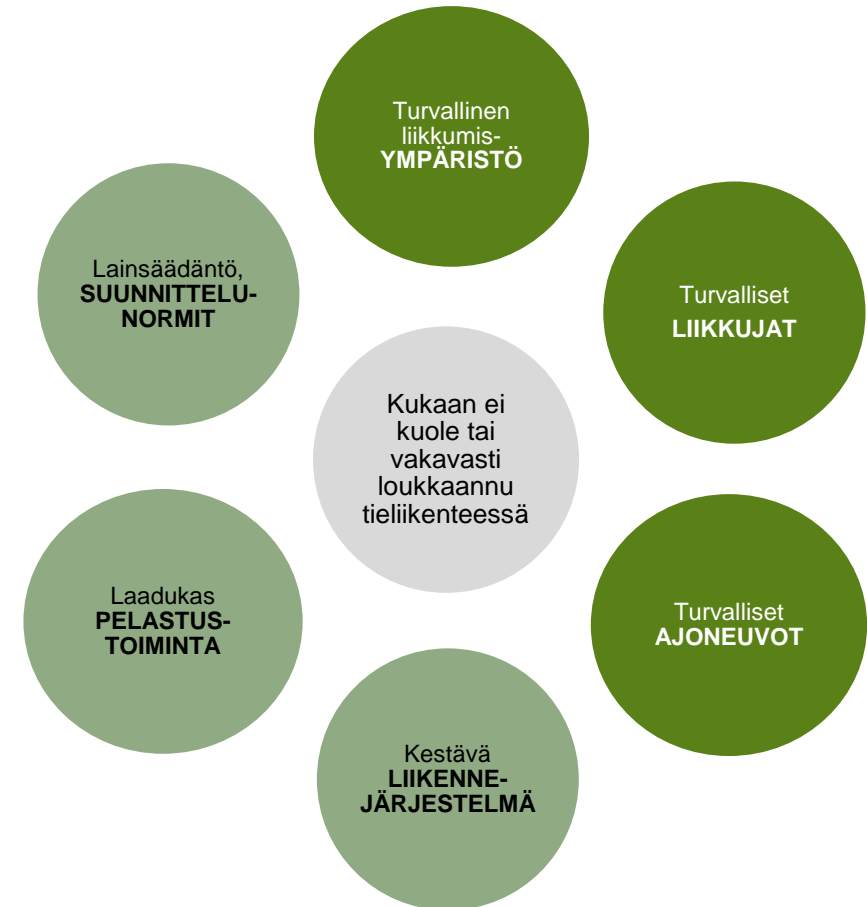 Turvallinen
liikkumis-
YMPÄRISTÖ
Turvalliset
LIIKKUJAT
Turvalliset
AJONEUVOT
Kestävä
LIIKENNE-
JÄRJESTELMÄ
Laadukas
PELASTUS-
TOIMINTA
Lainsäädäntö,
SUUNNITTELU-
NORMIT
Kukaan ei
kuole tai
vakavasti
loukkaannu
tieliikenteessä